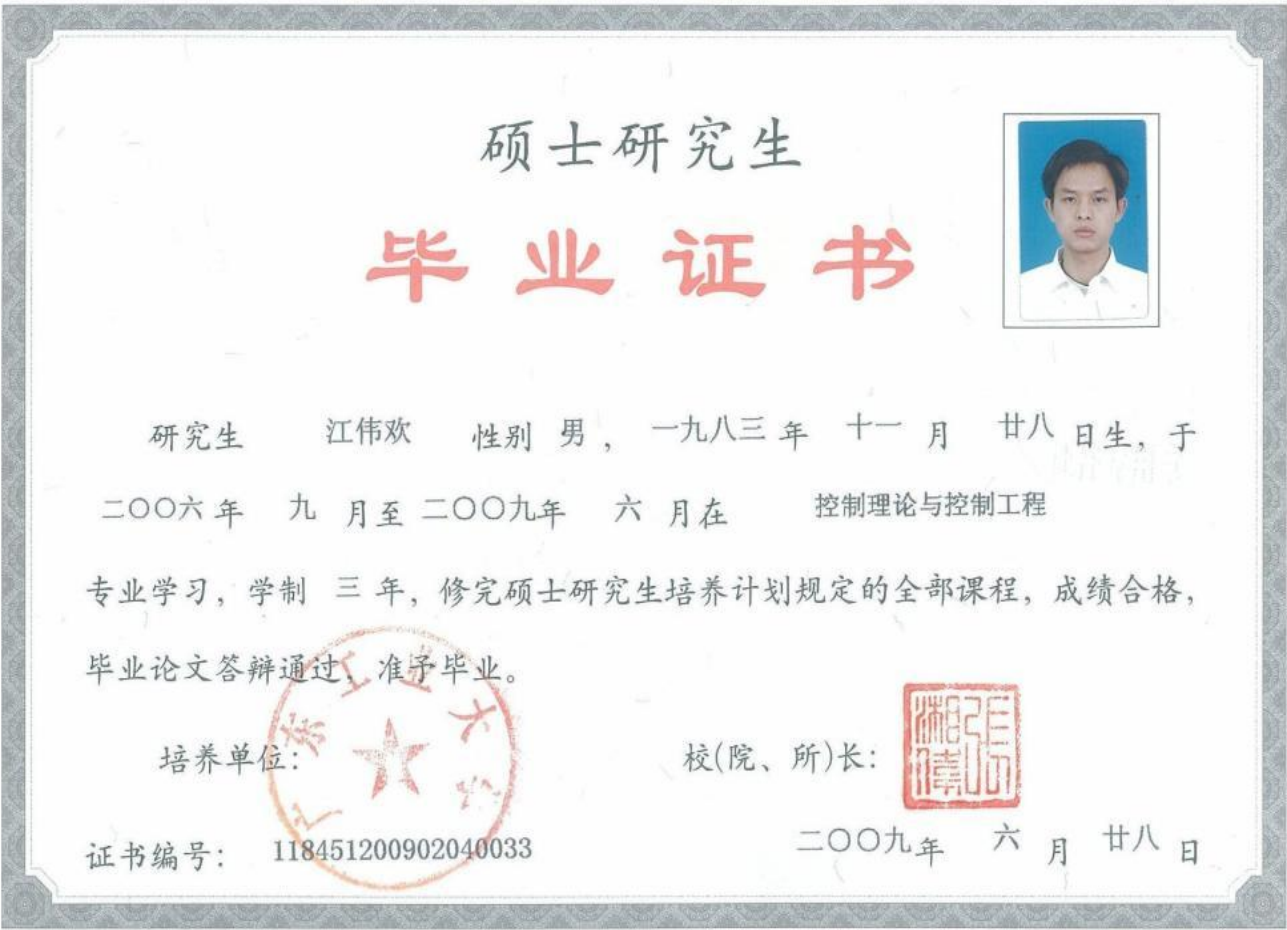 硕士研究生
毕业证书
研究生 江伟欢 性别 男 ， 一九八三 年 十一 月 廿八 日生，于
二〇〇六 年 九 月至 二〇〇九年 六 月在 控制理论与控制工程
专业学习，学制 三 年，修完硕士研究生培养计划规定的全部课程，成绩合格，
毕业论文答辩通过，准予毕业。
广东工业大学
培养单位：
校(院、所)长：
证书编号： 118451200902040033
二〇〇九年 六 月 廿八 日